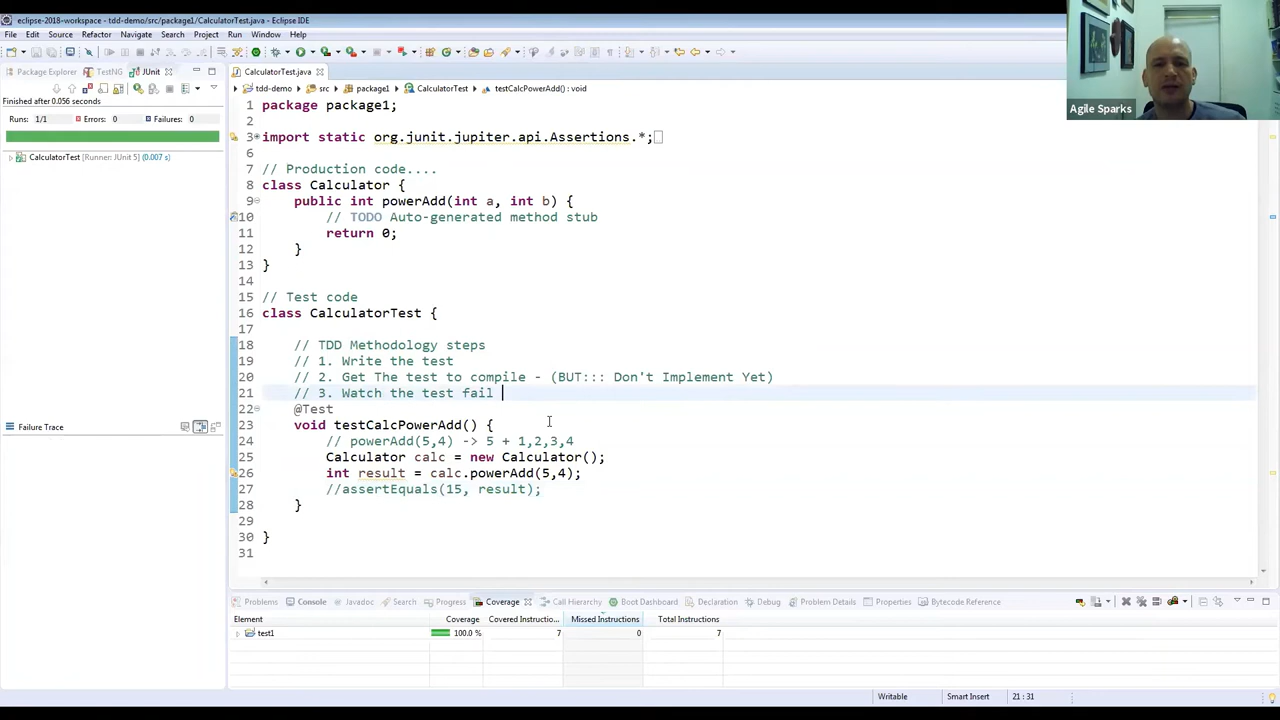 eclipse-2018-workspace - tdd-demo/src/package1/CalculatorTest.java - Eclipse IDE
File Edit Source Refactor Navigate Search Project Run Window Help
Package Explorer TestNG JUnit
CalculatorTest.java
Agile Sparks
tdd-demo src package1 CalculatorTest testCalcPowerAdd() : void
Finished after 0.056 seconds
Runs: 1/1 Errors: 0 Failures: 0
CalculatorTest [Runner: JUnit 5] (0.007 s)
Failure Trace
1 package package1;
2
3 import static org.junit.jupiter.api.Assertions.*;
6
7 // Production code....
8 class Calculator {
9 public int powerAdd(int a, int b) {
10 // TODO Auto-generated method stub
11 return 0;
12 }
13 }
14
15 // Test code
16 class CalculatorTest {
17
18 // TDD Methodology steps
19 // 1. Write the test
20 // 2. Get The test to compile - (BUT::: Don't Implement Yet)
21 // 3. Watch the test fail
22 @Test
23 void testCalcPowerAdd() {
24 // powerAdd(5,4) -> 5 + 1,2,3,4
25 Calculator calc = new Calculator();
26 int result = calc.powerAdd(5,4);
27 //assertEquals(15, result);
28 }
29
30 }
31
Problems Console Javadoc Search Progress Coverage Call Hierarchy Boot Dashboard Declaration Debug Problem Details Properties Bytecode Reference
Element Coverage Covered Instructio... Missed Instructions Total Instructions
test1 100.0 % 7 0 7
Writable Smart Insert 21 : 31